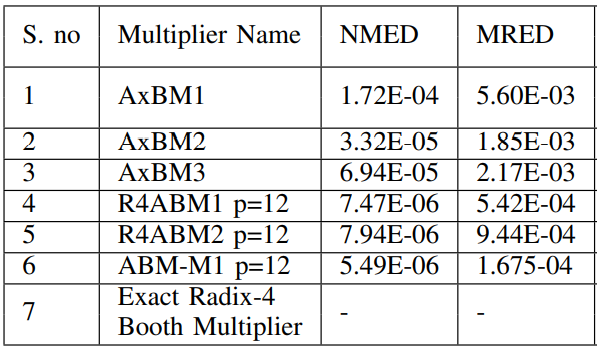 S. no Multiplier Name NMED MRED
1 AxBM1 1.72E-04 5.60E-03
2 AxBM2 3.32E-05 1.85E-03
3 AxBM3 6.94E-05 2.17E-03
4 R4ABM1 p=12 7.47E-06 5.42E-04
5 R4ABM2 p=12 7.94E-06 9.44E-04
6 ABM-M1 p=12 5.49E-06 1.675-04
7 Exact Radix-4 - -
Booth Multiplier